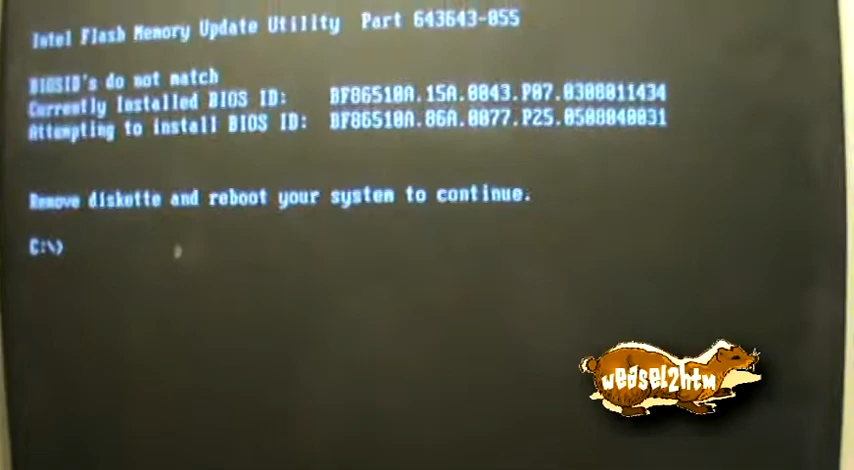 Intel Flash Memory Update Utility Part 643643-055
BIOSID's do not match
Currently Installed BIOS ID: BF86510A.15A.0043.P07.0308011434
Attempting to install BIOS ID: BF86510A.86A.0077.P25.0508040031
Remove diskette and reboot your system to continue.
C:\>
weasel2htm